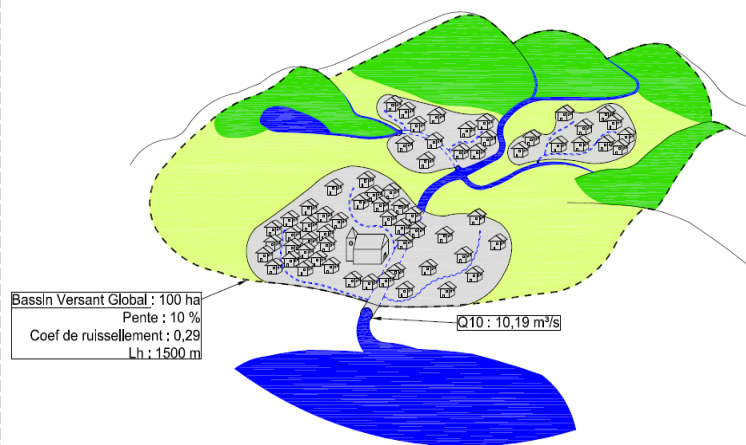 Bassin Versant Global : 100 ha
Pente : 10 %
Coef de ruissellement : 0,29
Lh : 1500 m
Q10 : 10,19 m³/s